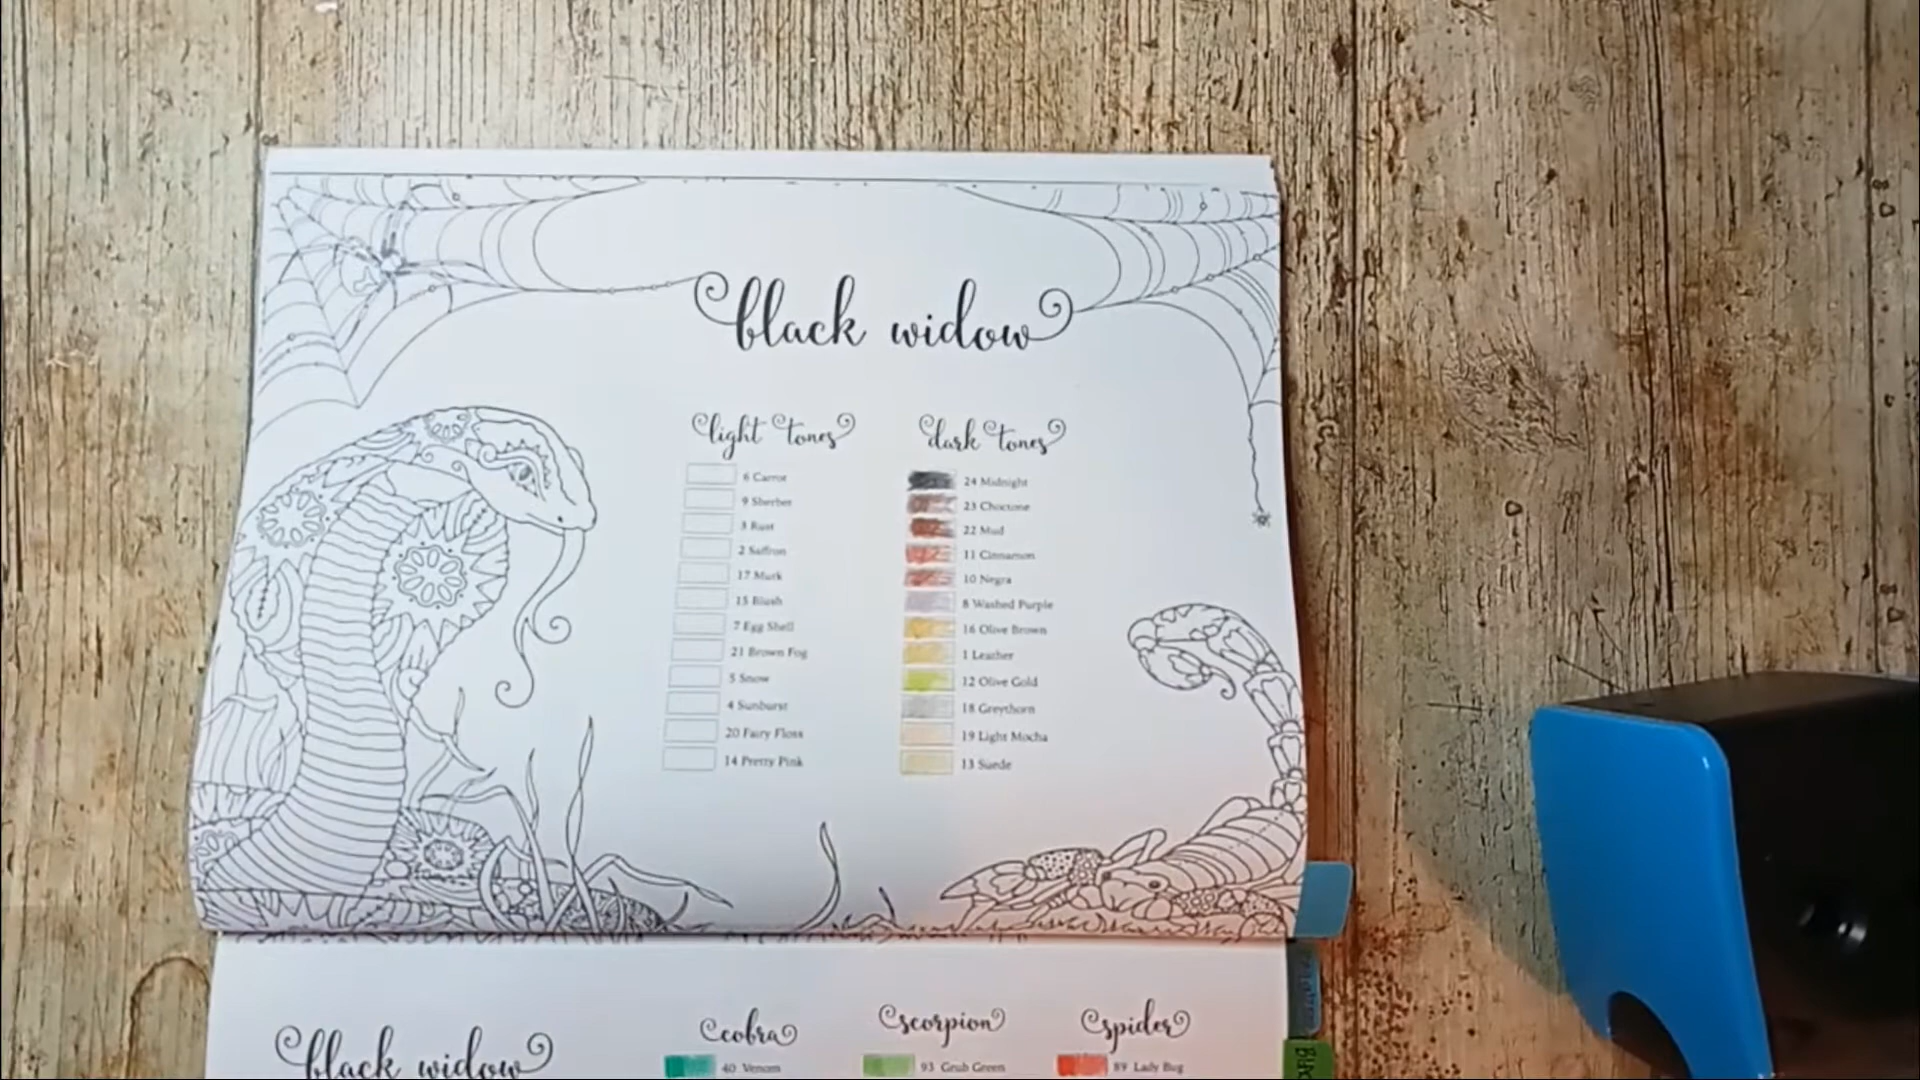 black widow
light tones
6 Carrot
9 Sherbet
3 Rust
2 Saffron
17 Murk
15 Blush
7 Egg Shell
21 Brown Fog
5 Snow
4 Sunburst
20 Fairy Floss
14 Pretty Pink
dark tones
24 Midnight
23 Choctone
22 Mud
11 Cinnamon
10 Negra
8 Washed Purple
16 Olive Brown
1 Leather
12 Olive Gold
18 Greythorn
19 Light Mocha
13 Suede
black widow
cobra
40 Venom
scorpion
93 Grub Green
spider
89 Lady Bug